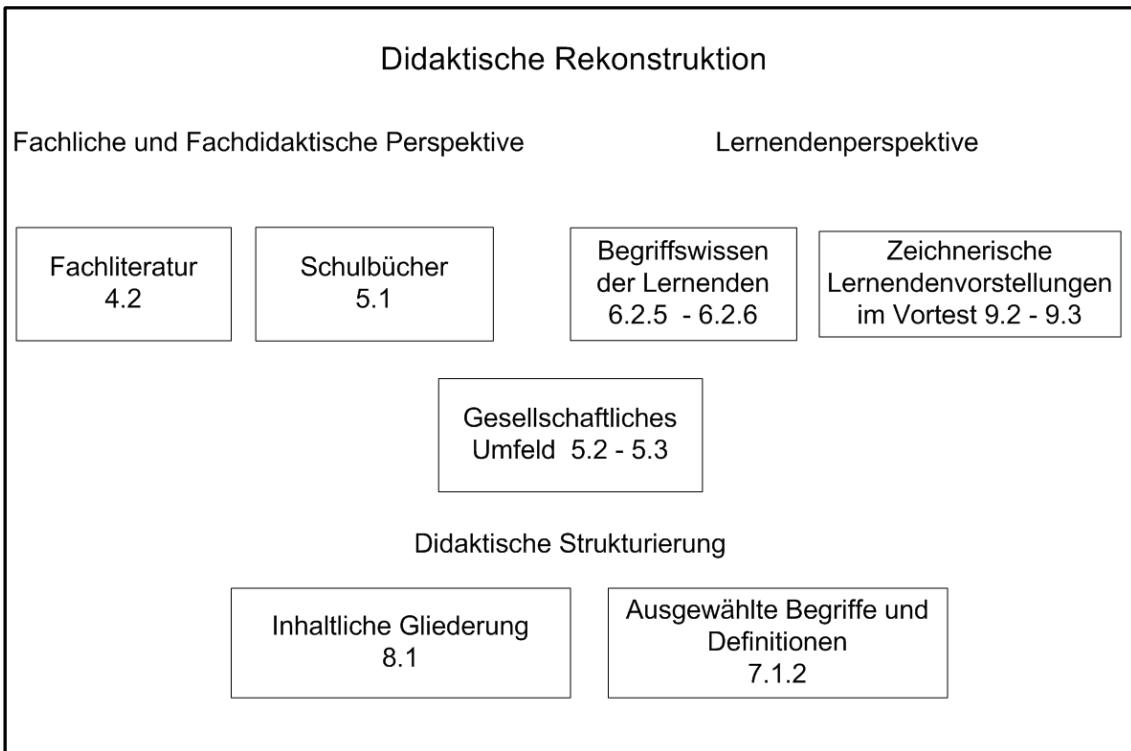 Didaktische Rekonstruktion
Fachliche und Fachdidaktische Perspektive
Lernendenperspektive
Fachliteratur
4.2
Schulbücher
5.1
Begriffswissen
der Lernenden
6.2.5 - 6.2.6
Zeichnerische
Lernendenvorstellungen
im Vortest 9.2 - 9.3
Gesellschaftliches
Umfeld 5.2 - 5.3
Didaktische Strukturierung
Inhaltliche Gliederung
8.1
Ausgewählte Begriffe und
Definitionen
7.1.2